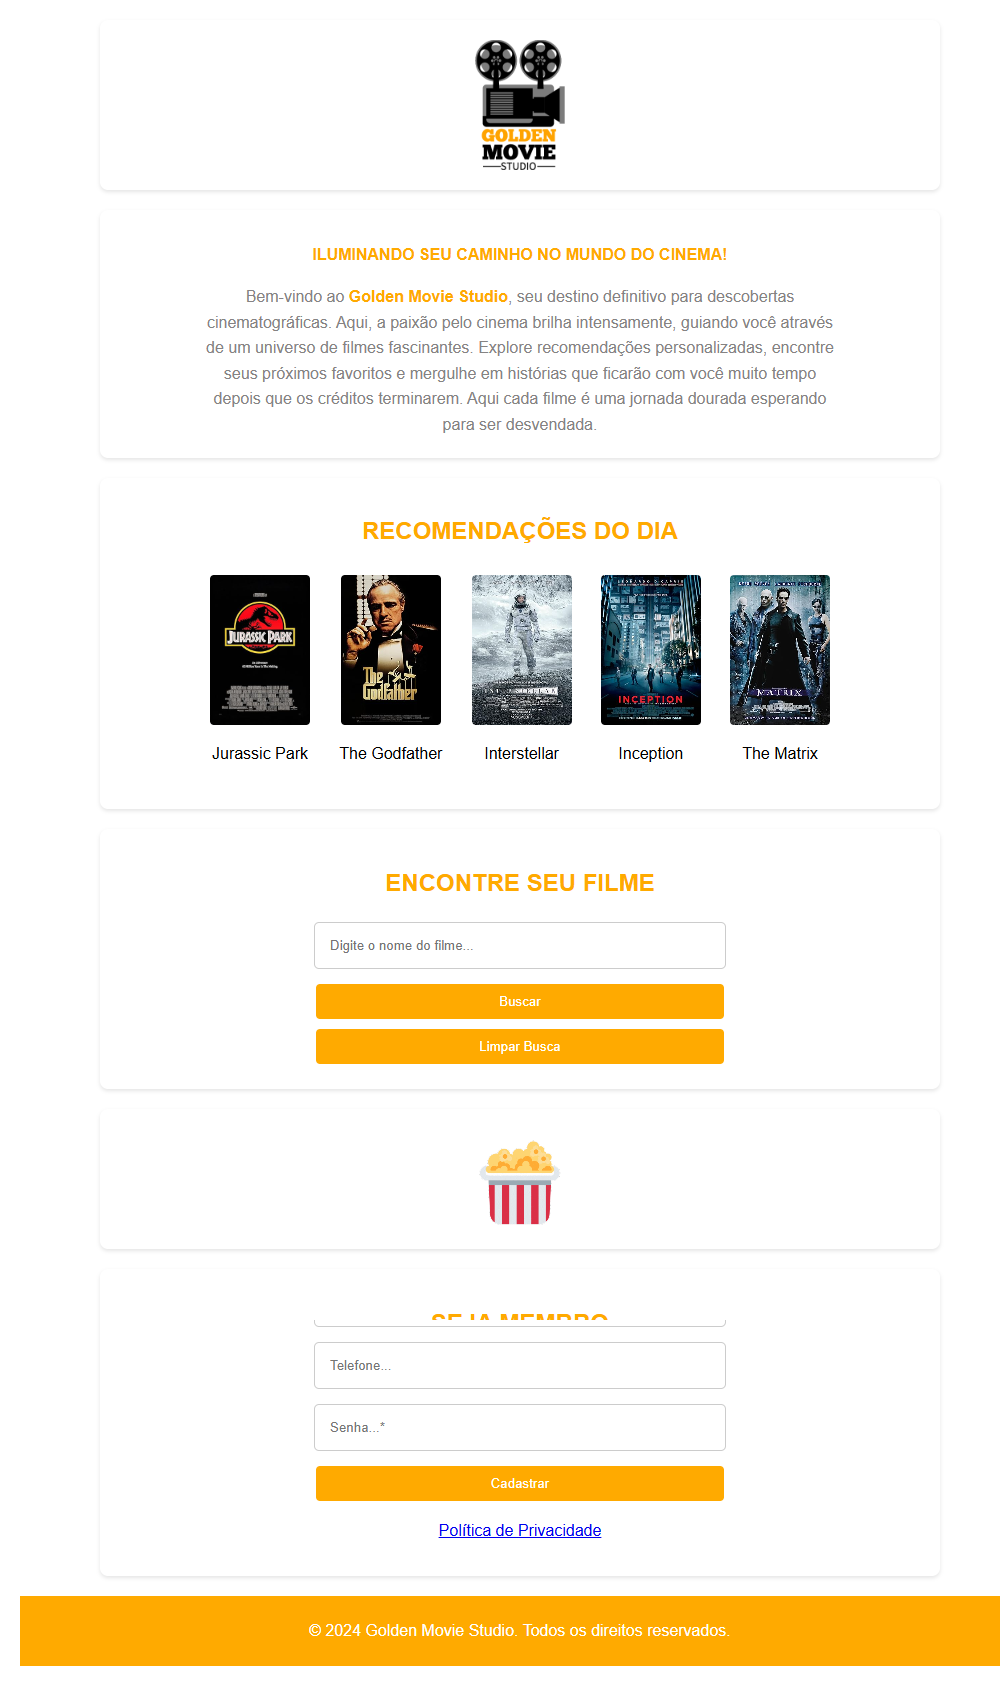 GOLDEN
MOVIE
STUDIO
ILUMINANDO SEU CAMINHO NO MUNDO DO CINEMA!
Bem-vindo ao Golden Movie Studio, seu destino definitivo para descobertas
cinematográficas. Aqui, a paixão pelo cinema brilha intensamente, guiando você através
de um universo de filmes fascinantes. Explore recomendações personalizadas, encontre
seus próximos favoritos e mergulhe em histórias que ficarão com você muito tempo
depois que os créditos terminarem. Aqui cada filme é uma jornada dourada esperando
para ser desvendada.
RECOMENDAÇÕES DO DIA
JURASSIC PARK
The Godfather
INTERSTELLAR
INCEPTION
MATRIX
Jurassic Park
The Godfather
Interstellar
Inception
The Matrix
ENCONTRE SEU FILME
Digite o nome do filme...
Buscar
Limpar Busca
SEJA MEMBRO
Telefone...
Senha...*
Cadastrar
Política de Privacidade
© 2024 Golden Movie Studio. Todos os direitos reservados.